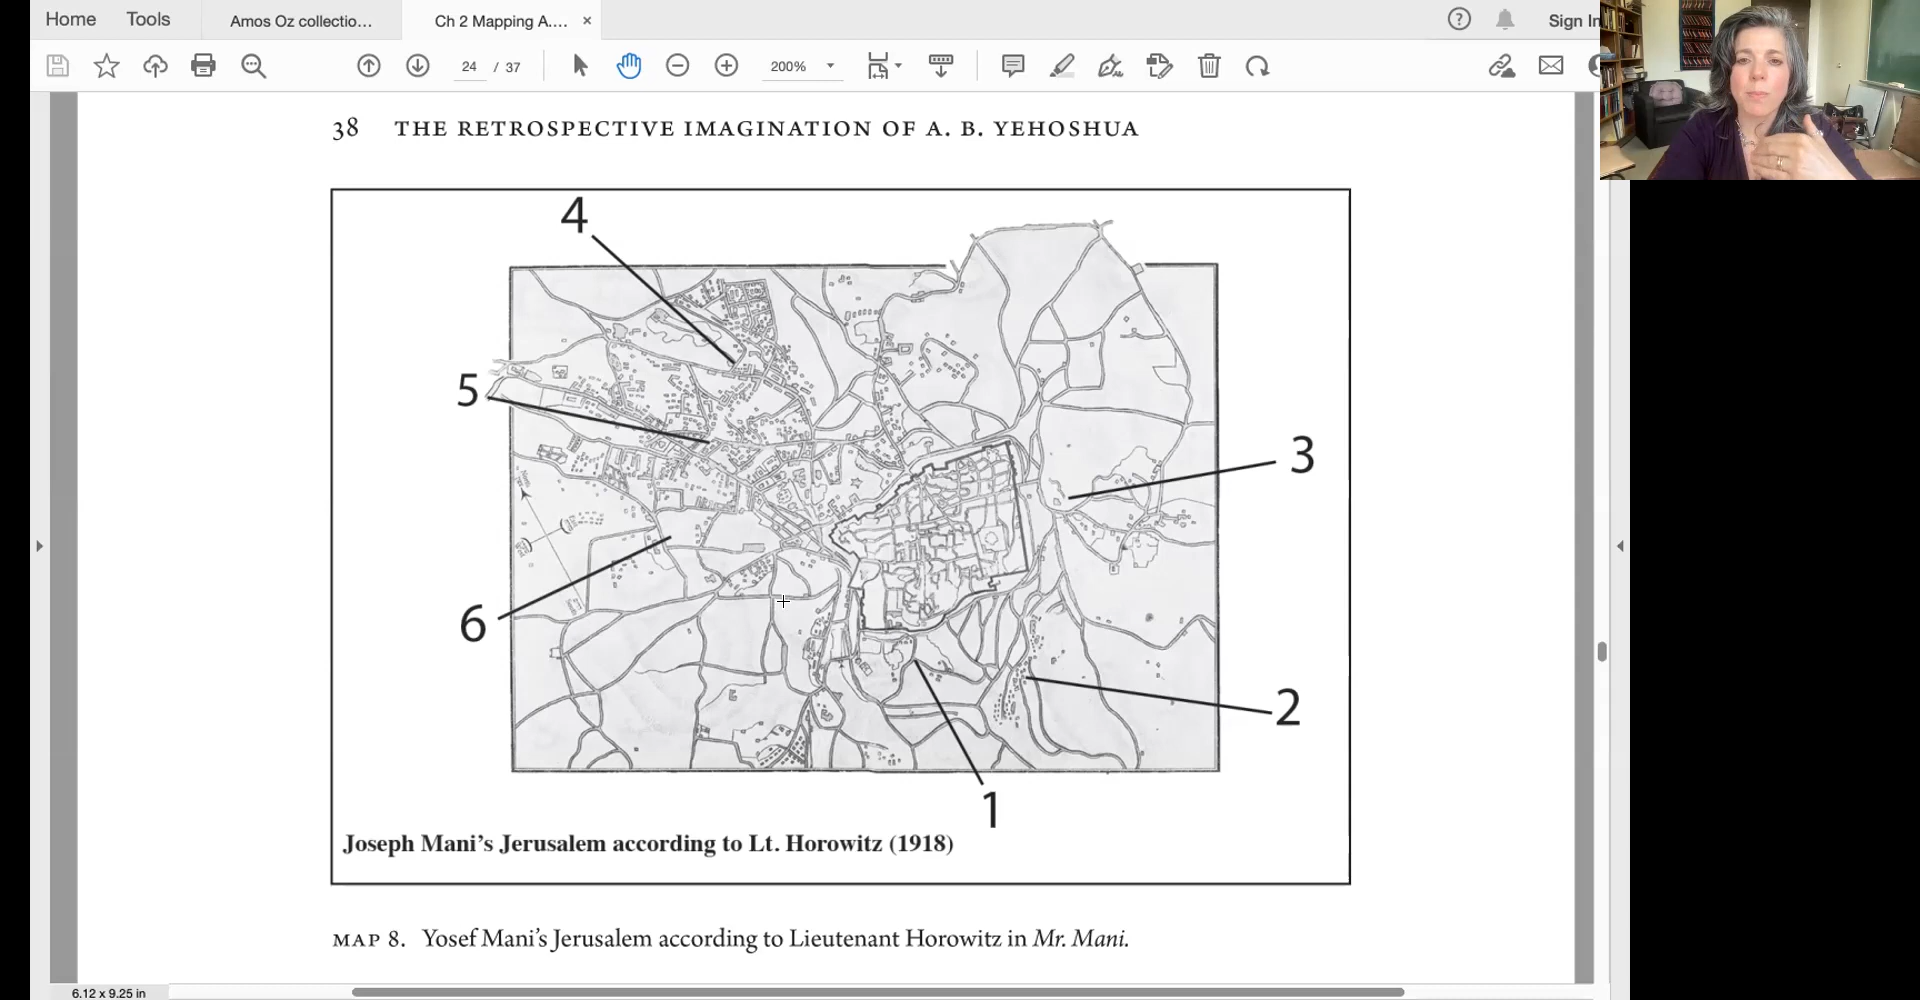 Home Tools Amos Oz collectio... Ch 2 Mapping A.... × ? Sign In
24 / 37 200%
38 THE RETROSPECTIVE IMAGINATION OF A. B. YEHOSHUA
4
5
3
6
2
1
Joseph Mani's Jerusalem according to Lt. Horowitz (1918)
MAP 8. Yosef Mani's Jerusalem according to Lieutenant Horowitz in Mr. Mani.
6.12 x 9.25 in